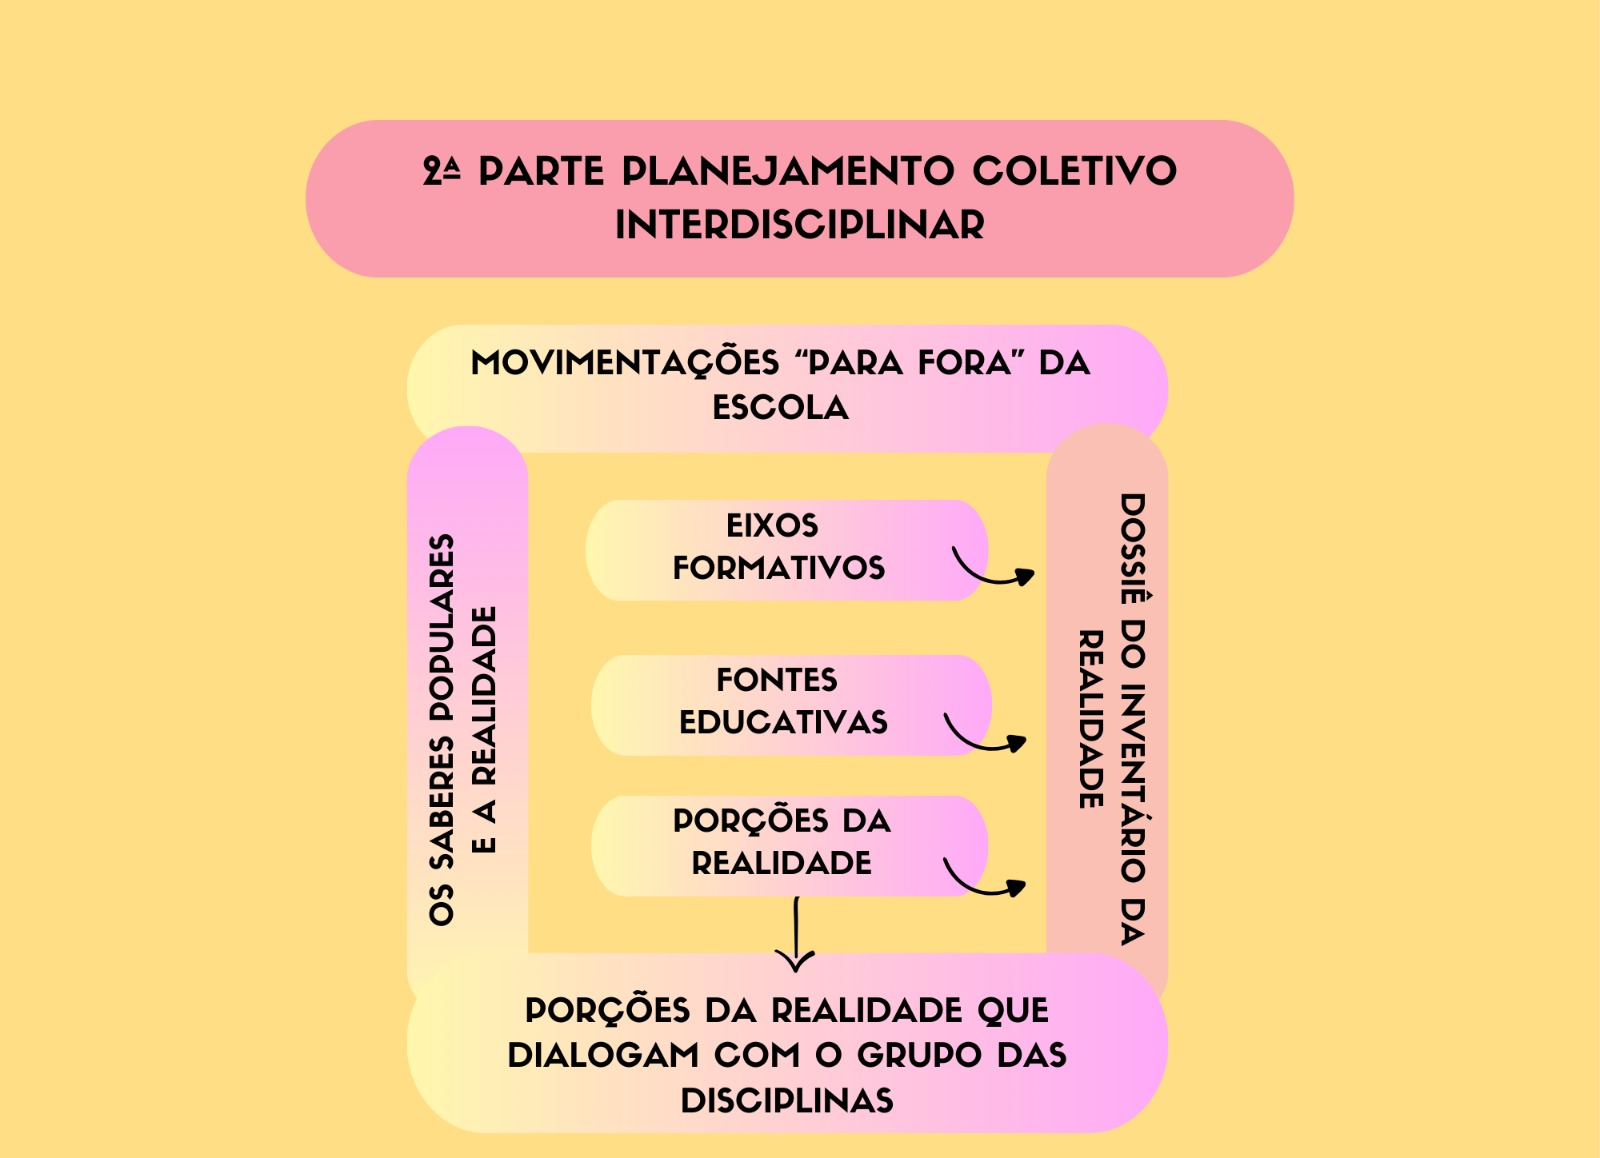 2ª PARTE PLANEJAMENTO COLETIVO
INTERDISCIPLINAR
MOVIMENTAÇÕES “PARA FORA” DA
ESCOLA
OS SABERES POPULARES
E A REALIDADE
EIXOS
FORMATIVOS
FONTES
EDUCATIVAS
PORÇÕES DA
REALIDADE
DOSSIÊ DO INVENTÁRIO DA
REALIDADE
PORÇÕES DA REALIDADE QUE
DIALOGAM COM O GRUPO DAS
DISCIPLINAS